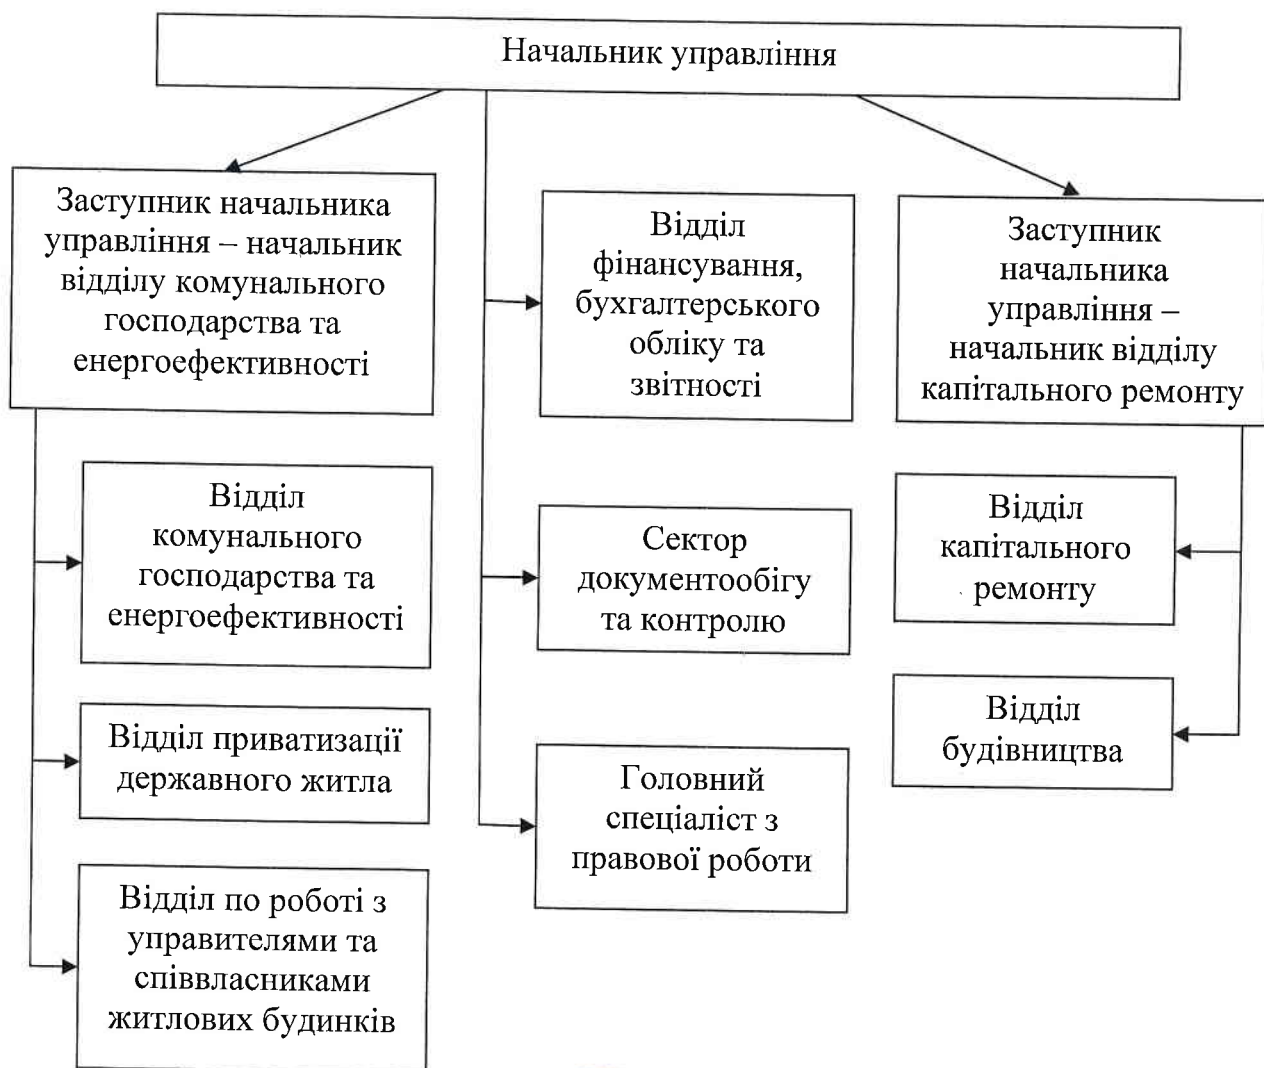 Начальник управління
Заступник начальника
управління – начальник
відділу комунального
господарства та
енергоефективності
Відділ
комунального
господарства та
енергоефективності
Відділ приватизації
державного житла
Відділ по роботі з
управителями та
співвласниками
житлових будинків
Відділ
фінансування,
бухгалтерського
обліку та
звітності
Сектор
документообігу
та контролю
Головний
спеціаліст з
правової роботи
Заступник
начальника
управління –
начальник відділу
капітального ремонту
Відділ
капітального
ремонту
Відділ
будівництва